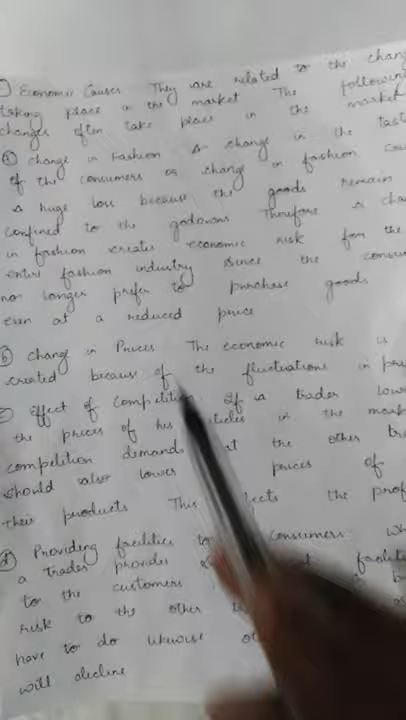 Economic Causes They are related to the chan
taking place in the market The following
changes often take place in the market
(a) Change in Fashion A change in the tast
of the consumers or change in fashion cau
a huge loss because the goods remain
confined to the godowns Therefore a cha
in fashion creates economic risk for the
entire fashion industry since the consu
no longer prefer to purchase goods
even at a reduced price
(b) Change in Prices The economic risk is
created because of the fluctuations in pri
(c) Effect of Competition If a trader low
the prices of his articles in the mark
competition demands that the other tra
should also lower prices of
their products This the prof
(d) Providing facilities to consumers Wh
a Trader provides faciliti
to the customers
risk to the other
have to do likewise
will decline